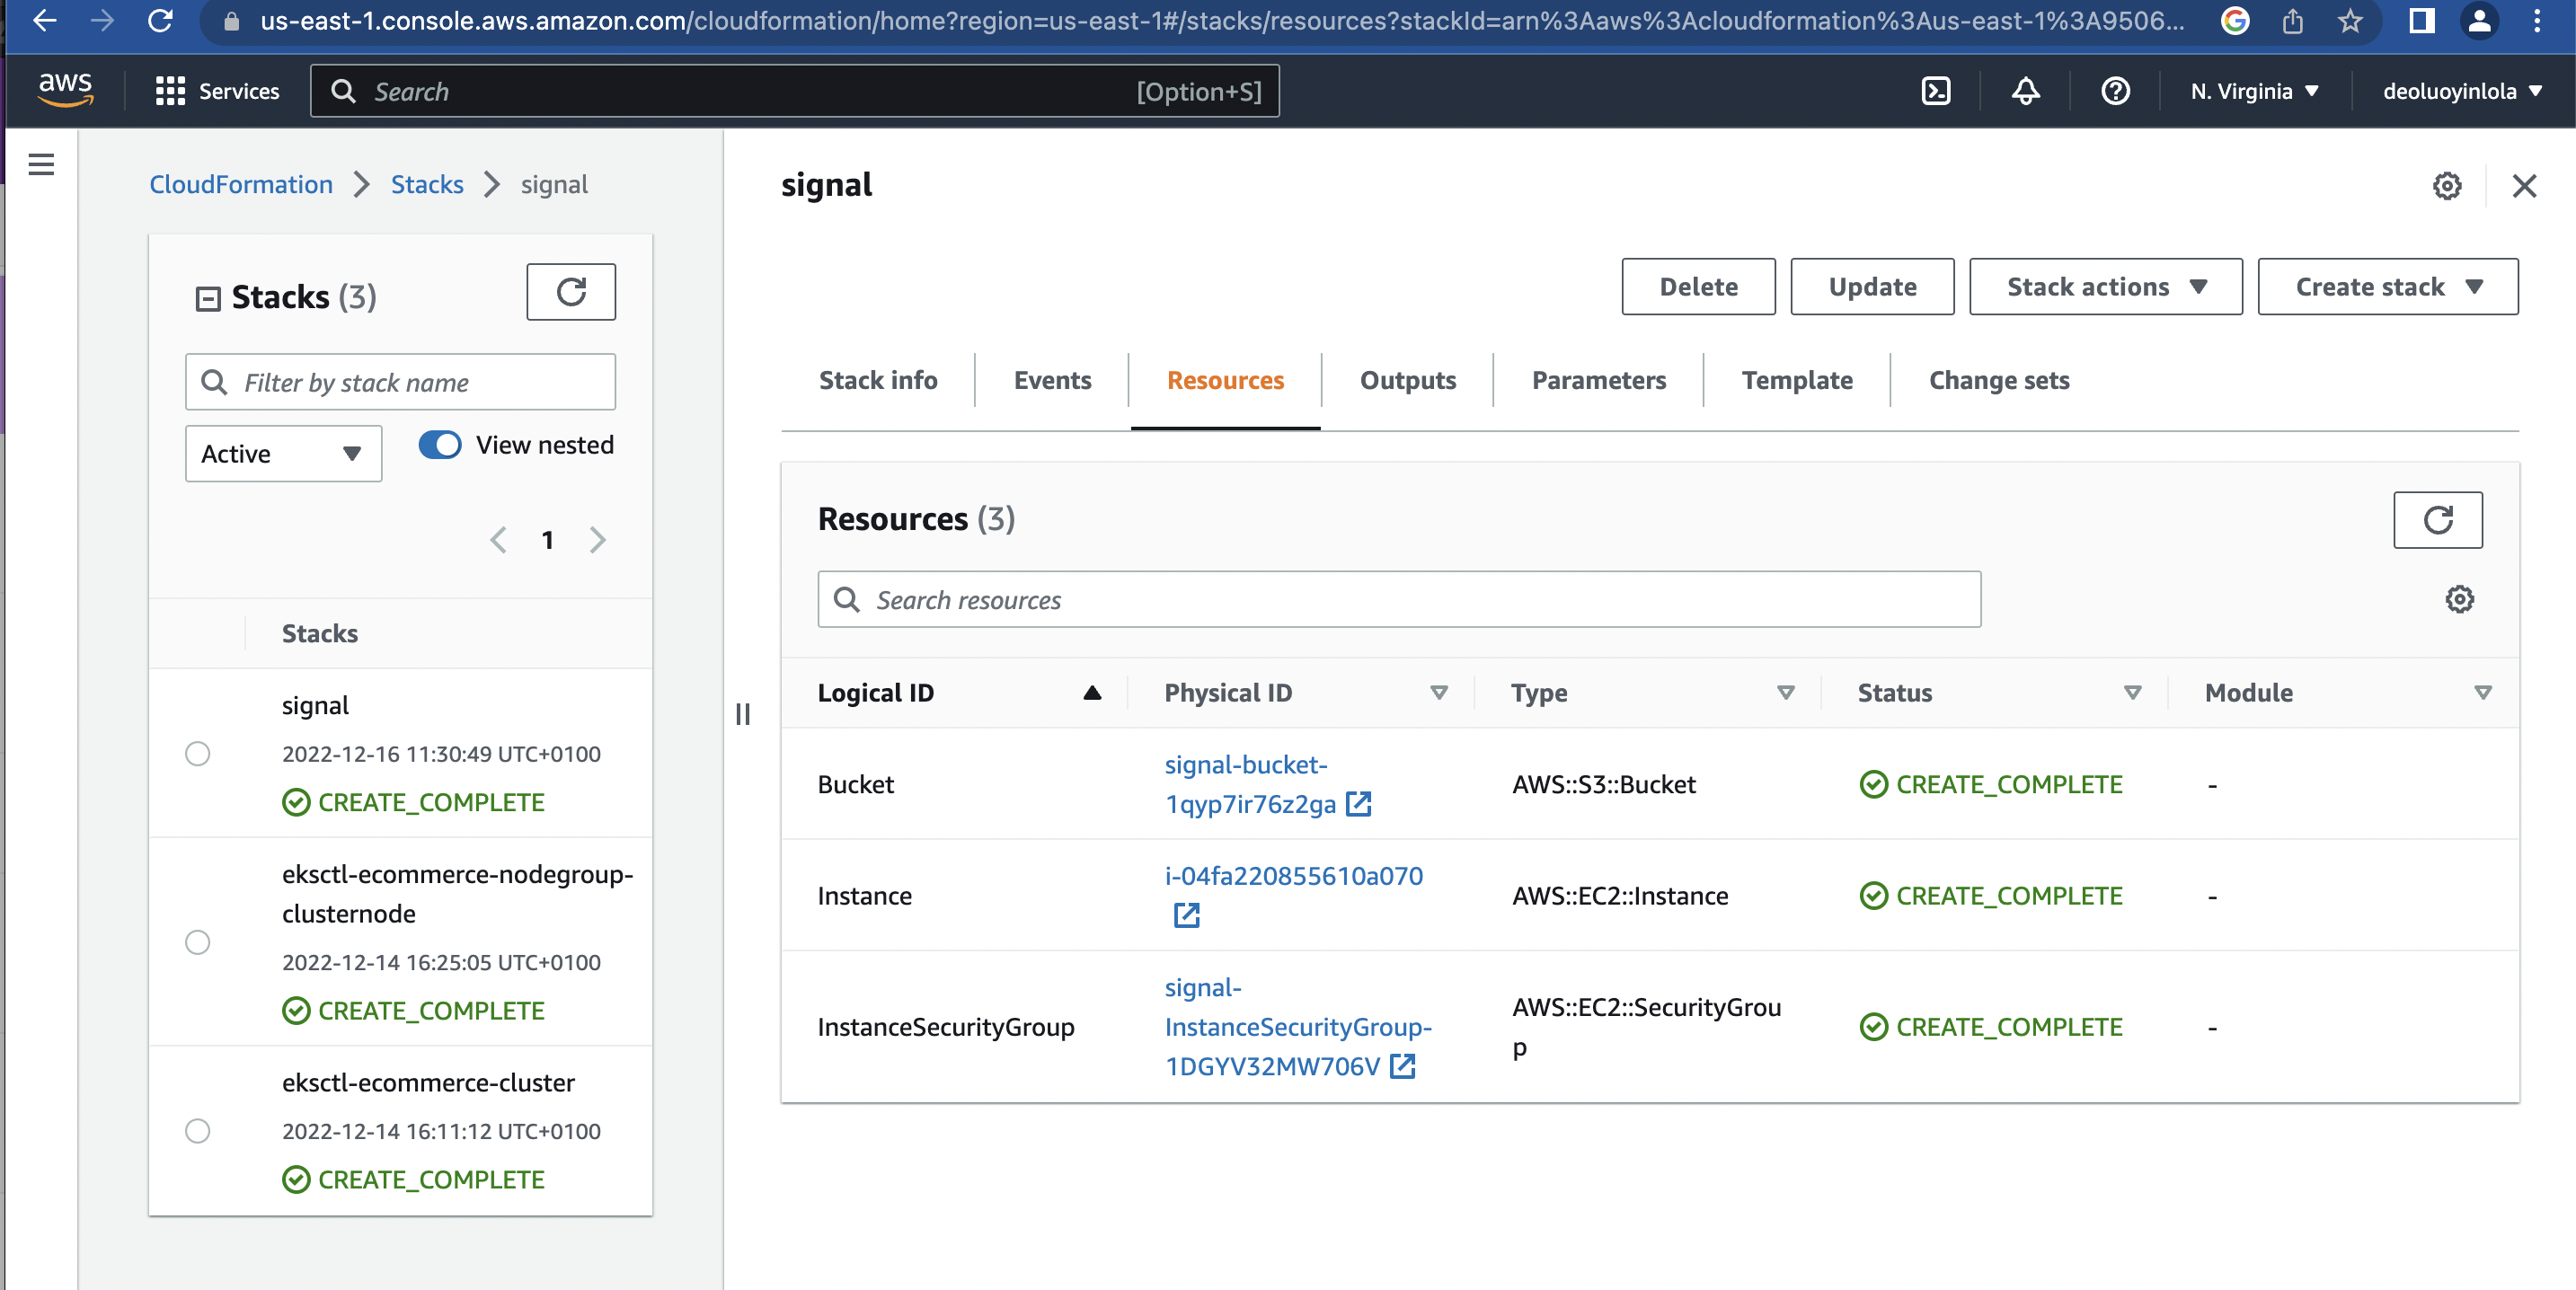 us-east-1.console.aws.amazon.com/cloudformation/home?region=us-east-1#/stacks/resources?stackId=arn%3Aaws%3Acloudformation%3Aus-east-1%3A9506...
aws
Services
Search
[Option+S]
N. Virginia
deoluoyinlola
CloudFormation
Stacks
signal
Stacks (3)
Filter by stack name
Active
View nested
1
Stacks
signal
2022-12-16 11:30:49 UTC+0100
CREATE_COMPLETE
eksctl-ecommerce-nodegroup-
clusternode
2022-12-14 16:25:05 UTC+0100
CREATE_COMPLETE
eksctl-ecommerce-cluster
2022-12-14 16:11:12 UTC+0100
CREATE_COMPLETE
signal
Delete
Update
Stack actions
Create stack
Stack info
Events
Resources
Outputs
Parameters
Template
Change sets
Resources (3)
Search resources
Logical ID
Physical ID
Type
Status
Module
Bucket
signal-bucket-
1qyp7ir76z2ga
AWS::S3::Bucket
CREATE_COMPLETE
-
Instance
i-04fa220855610a070
AWS::EC2::Instance
CREATE_COMPLETE
-
InstanceSecurityGroup
signal-
InstanceSecurityGroup-
1DGYV32MW706V
AWS::EC2::SecurityGrou
p
CREATE_COMPLETE
-